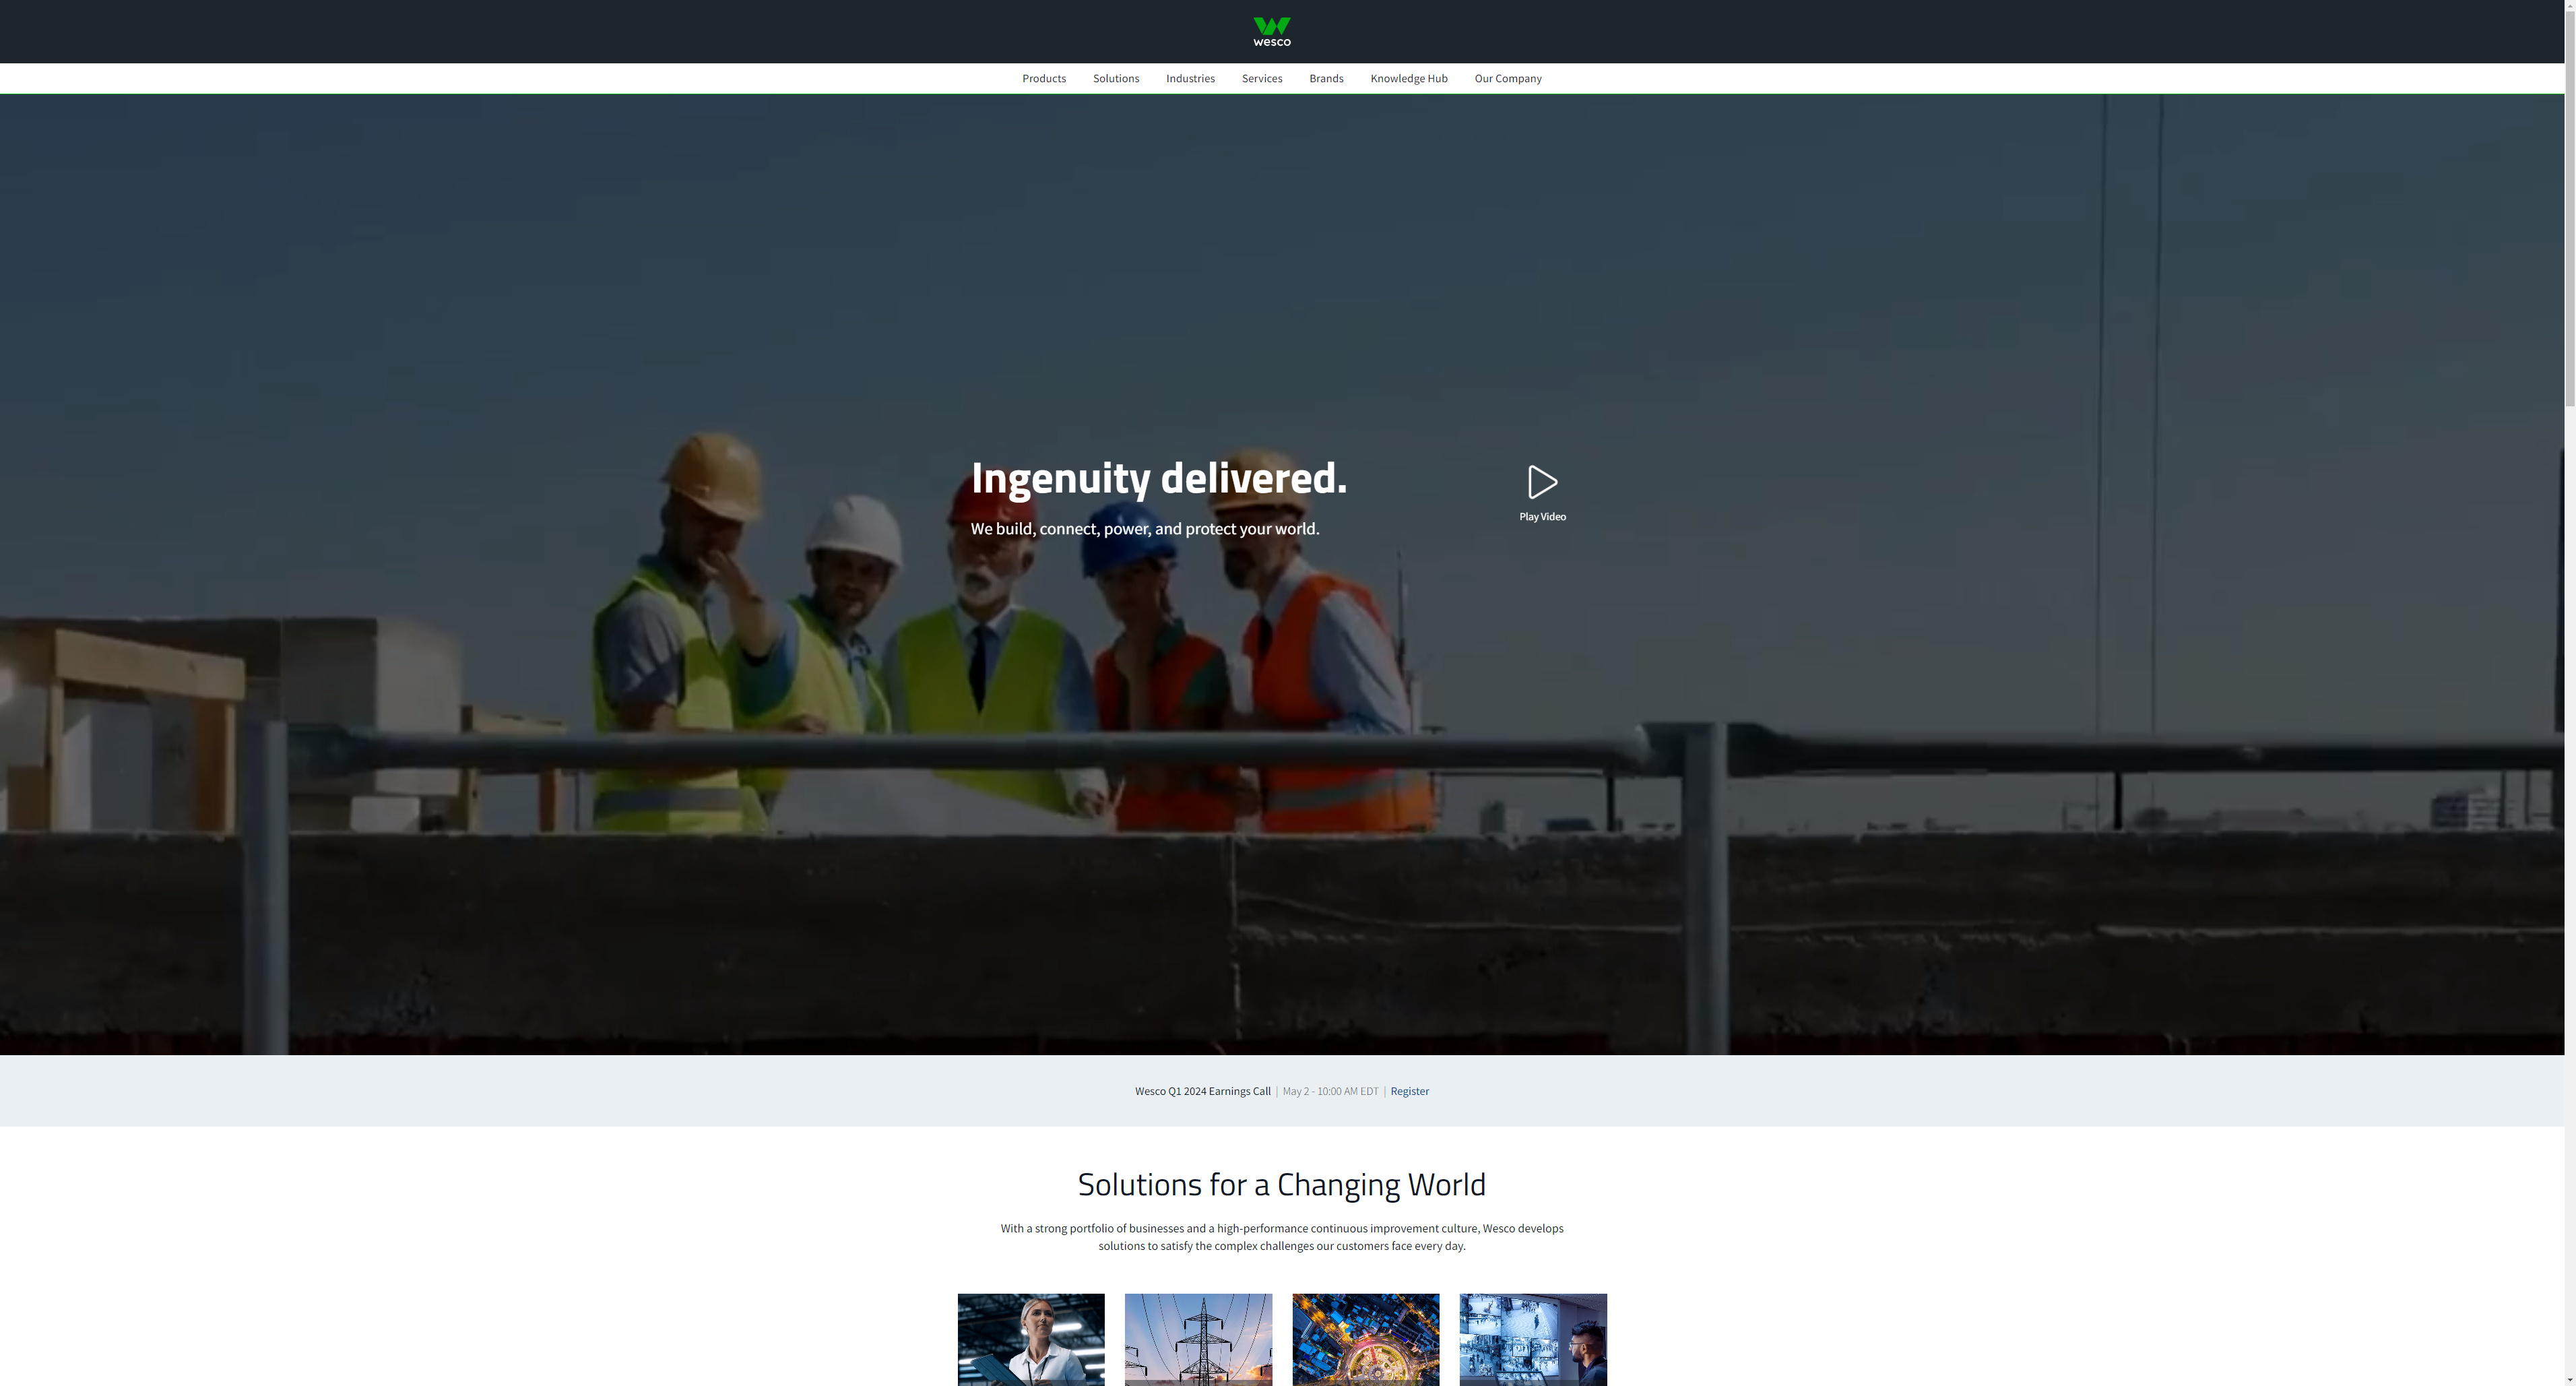 wesco
Products Solutions Industries Services Brands Knowledge Hub Our Company
Ingenuity delivered.
We build, connect, power, and protect your world.
Play Video
Wesco Q1 2024 Earnings Call | May 2 - 10:00 AM EDT | Register
Solutions for a Changing World
With a strong portfolio of businesses and a high-performance continuous improvement culture, Wesco develops
solutions to satisfy the complex challenges our customers face every day.